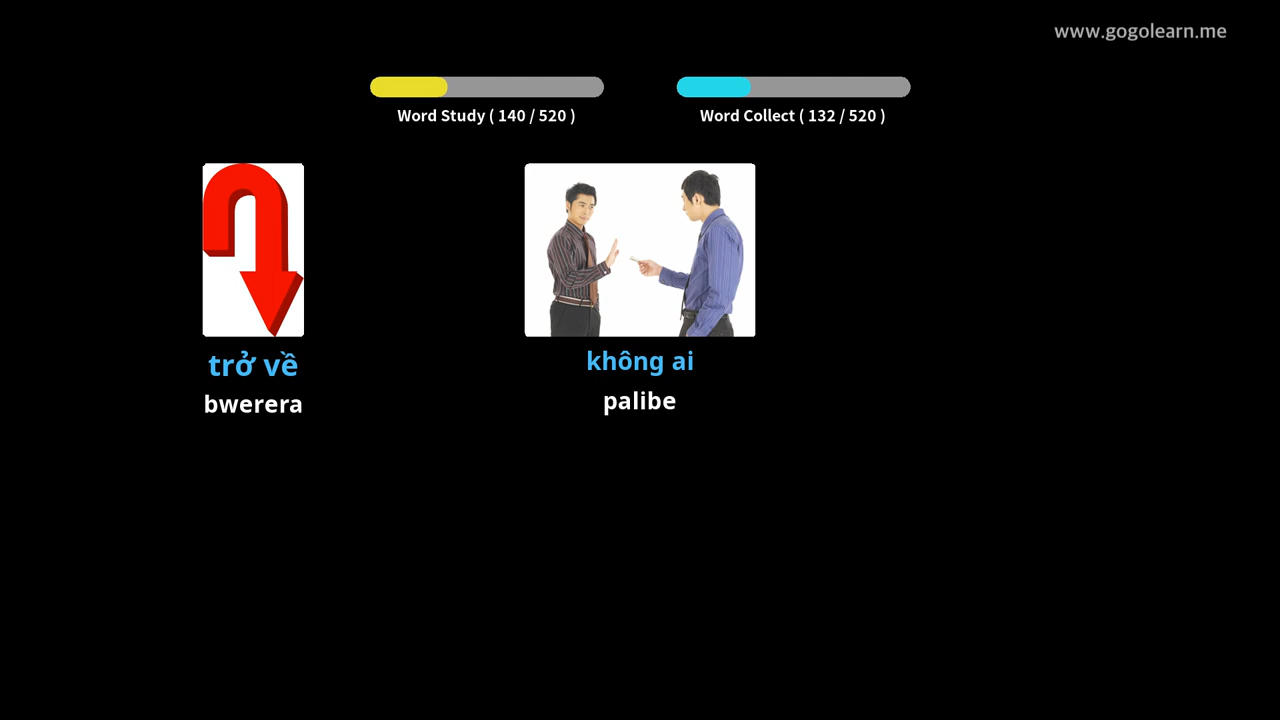 www.gogolearn.me
Word Study ( 140 / 520 )
Word Collect ( 132 / 520 )
trở về
bwerera
không ai
palibe